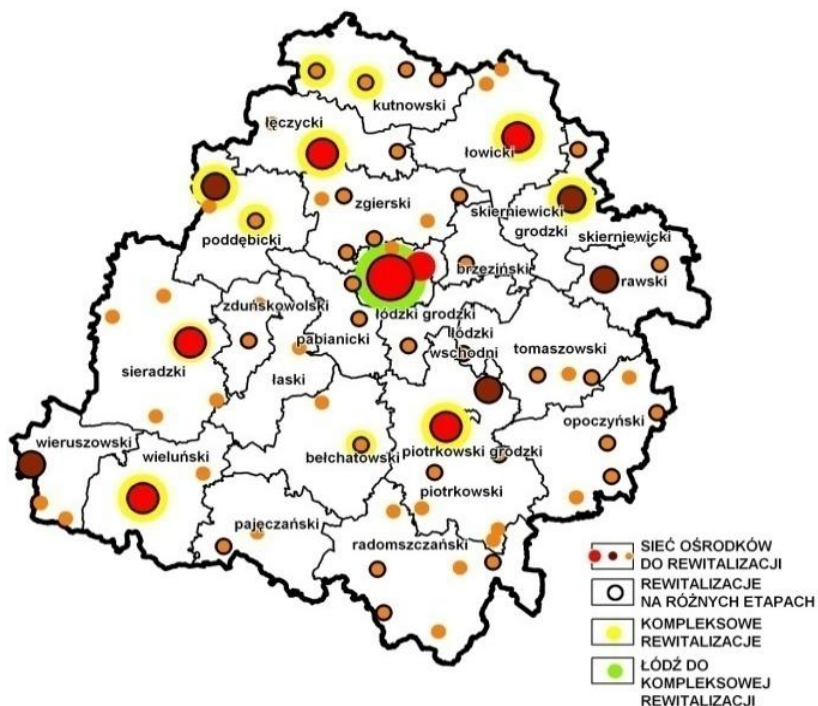 kutnowski
łęczycki
łowicki
zgierski
skierniewicki
grodzki
skierniewicki
poddębicki
brzeziński
rawski
zduńskowolski
łódzki grodzki
pabianicki
łódzki
wschodni
tomaszowski
sieradzki
łaski
opoczyński
wieruszowski
wieluński
bełchatowski
piotrkowski grodzki
piotrkowski
pajęczański
radomszczański
SIEĆ OŚRODKÓW
DO REWITALIZACJI
REWITALIZACJE
NA RÓŻNYCH ETAPACH
KOMPLEKSOWE
REWITALIZACJE
ŁÓDŹ DO
KOMPLEKSOWEJ
REWITALIZACJI